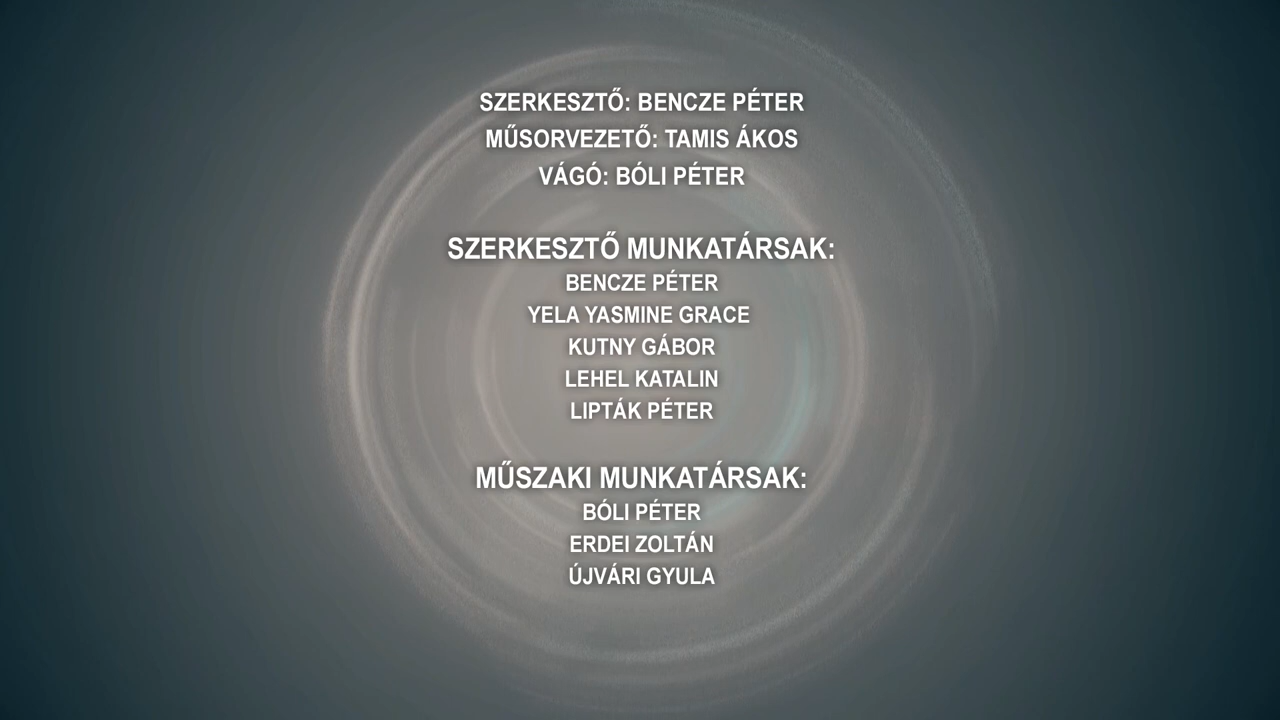 SZERKESZTŐ: BENCZE PÉTER
MŰSORVEZETŐ: TAMIS ÁKOS
VÁGÓ: BÓLI PÉTER
SZERKESZTŐ MUNKATÁRSAK:
BENCZE PÉTER
YELA YASMINE GRACE
KUTNY GÁBOR
LEHEL KATALIN
LIPTÁK PÉTER
MŰSZAKI MUNKATÁRSAK:
BÓLI PÉTER
ERDEI ZOLTÁN
ÚJVÁRI GYULA